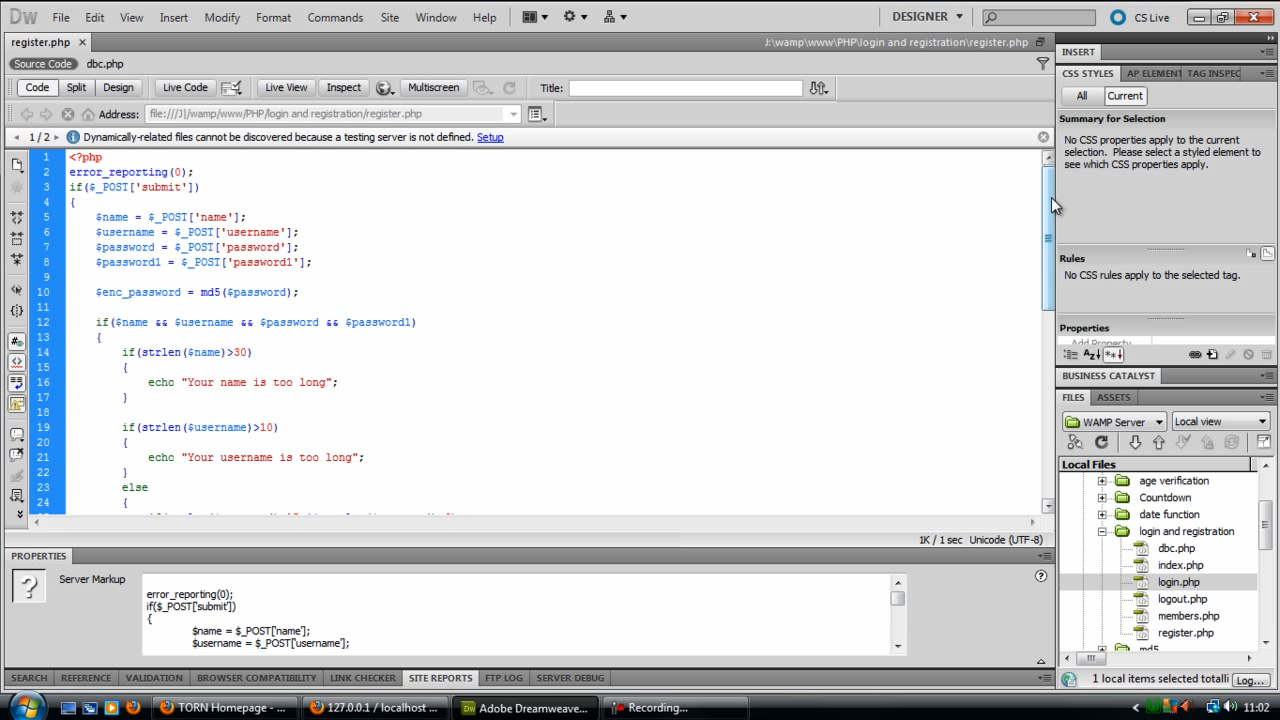 Dw File Edit View Insert Modify Format Commands Site Window Help DESIGNER CS Live
register.php J:\wamp\www\PHP\login and registration\register.php
Source Code dbc.php
Code Split Design Live Code Live View Inspect Multiscreen Title:
Address: file:///J|/wamp/www/PHP/login and registration/register.php
1 / 2 Dynamically-related files cannot be discovered because a testing server is not defined. Setup
1 <?php
2 error_reporting(0);
3 if($_POST['submit'])
4 {
5 $name = $_POST['name'];
6 $username = $_POST['username'];
7 $password = $_POST['password'];
8 $password1 = $_POST['password1'];
9
10 $enc_password = md5($password);
11
12 if($name && $username && $password && $password1)
13 {
14 if(strlen($name)>30)
15 {
16 echo "Your name is too long";
17 }
18
19 if(strlen($username)>10)
20 {
21 echo "Your username is too long";
22 }
23 else
24 {
1K / 1 sec Unicode (UTF-8)
PROPERTIES
Server Markup
error_reporting(0);
if($_POST['submit'])
{
$name = $_POST['name'];
$username = $_POST['username'];
SEARCH REFERENCE VALIDATION BROWSER COMPATIBILITY LINK CHECKER SITE REPORTS FTP LOG SERVER DEBUG
INSERT
CSS STYLES AP ELEMENT TAG INSPEC
All Current
Summary for Selection
No CSS properties apply to the current
selection. Please select a styled element to
see which CSS properties apply.
Rules
No CSS rules apply to the selected tag.
Properties
Add Property
BUSINESS CATALYST
FILES ASSETS
WAMP Server Local view
Local Files
age verification
Countdown
date function
login and registration
dbc.php
index.php
login.php
logout.php
members.php
register.php
md5
1 local items selected totalli Log...
TORN Homepage - ... 127.0.0.1 / localhost ... Adobe Dreamweave... Recording... 11:02